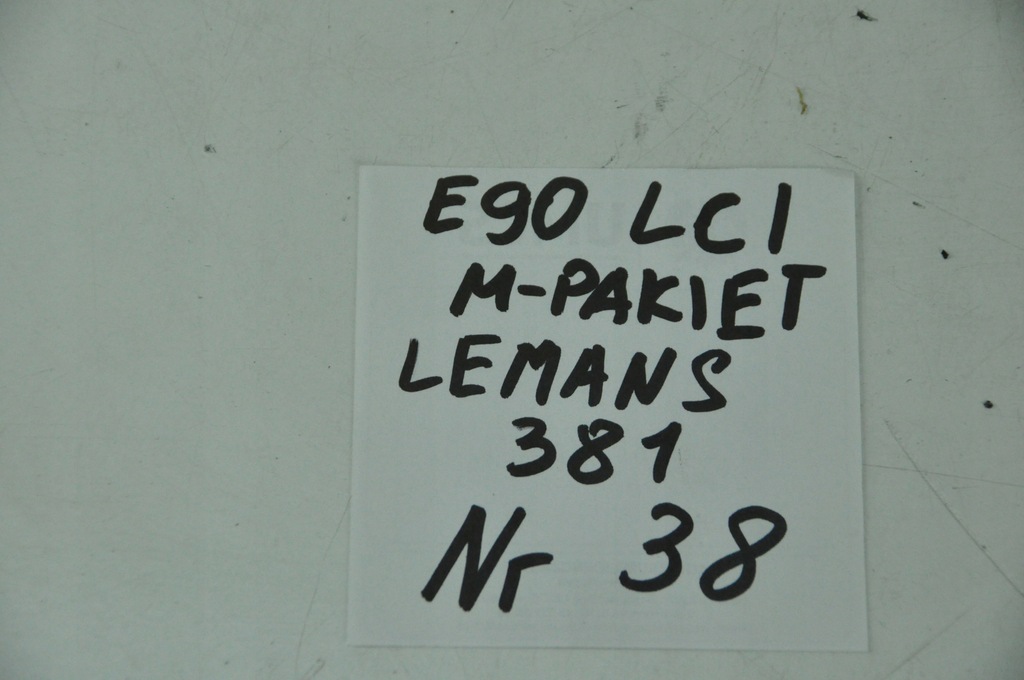 E90 LCI
M-PAKIET
LEMANS
381
Nr 38